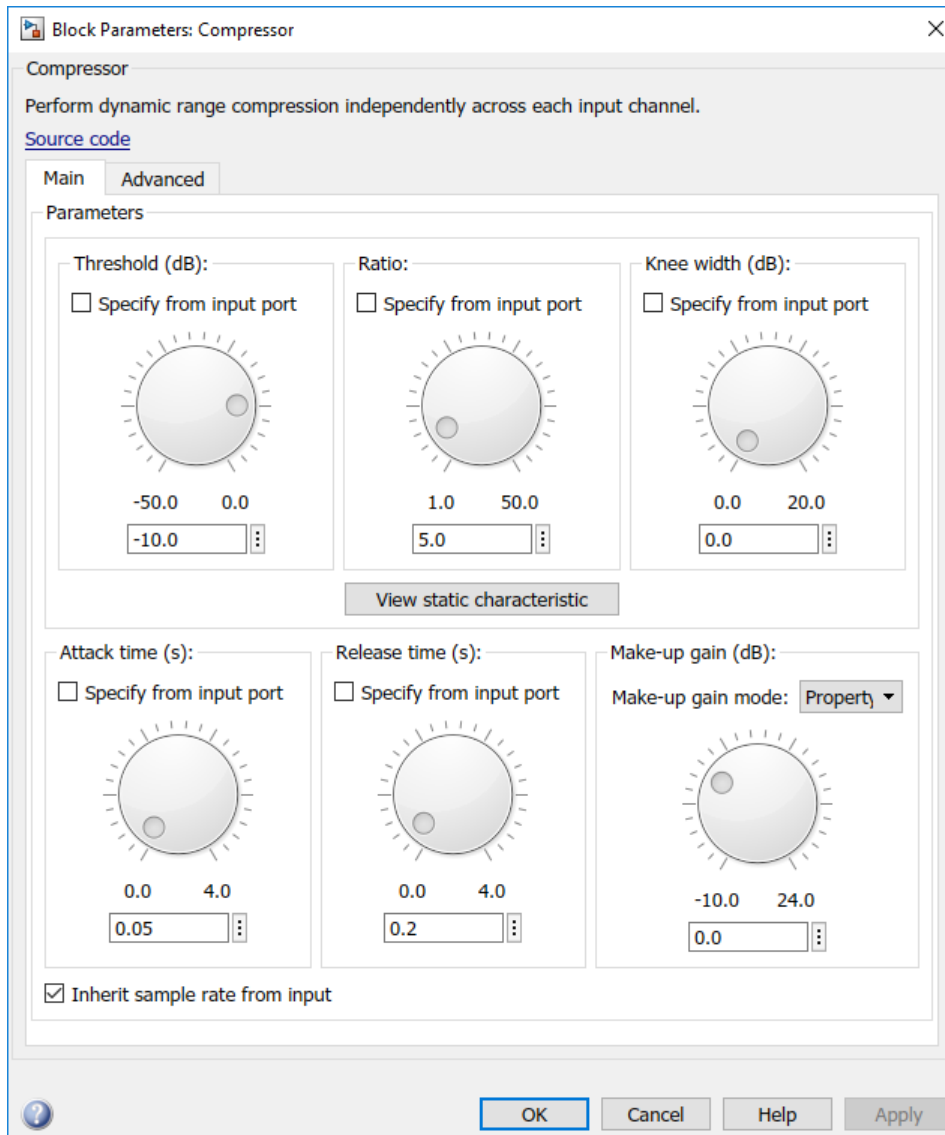 Block Parameters: Compressor
Compressor
Perform dynamic range compression independently across each input channel.
Source code
Main Advanced
Parameters
Threshold (dB): Ratio: Knee width (dB):
Specify from input port Specify from input port Specify from input port
-50.0 0.0 1.0 50.0 0.0 20.0
-10.0 5.0 0.0
View static characteristic
Attack time (s): Release time (s): Make-up gain (dB):
Specify from input port Specify from input port Make-up gain mode: Property
0.0 4.0 0.0 4.0 -10.0 24.0
0.05 0.2 0.0
Inherit sample rate from input
? OK Cancel Help Apply